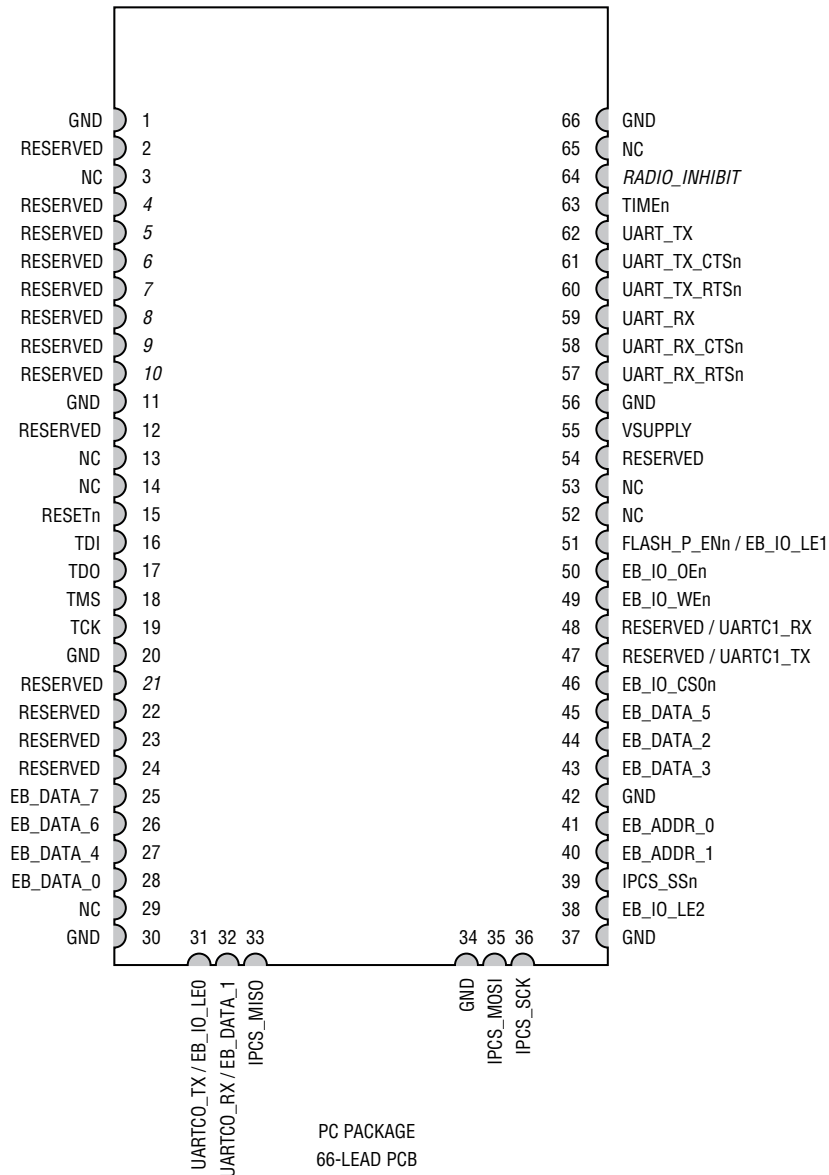 GND 1 66 GND
RESERVED 2 65 NC
NC 3 64 RADIO_INHIBIT
RESERVED 4 63 TIMEn
RESERVED 5 62 UART_TX
RESERVED 6 61 UART_TX_CTSn
RESERVED 7 60 UART_TX_RTSn
RESERVED 8 59 UART_RX
RESERVED 9 58 UART_RX_CTSn
RESERVED 10 57 UART_RX_RTSn
GND 11 56 GND
RESERVED 12 55 VSUPPLY
NC 13 54 RESERVED
NC 14 53 NC
RESETn 15 52 NC
TDI 16 51 FLASH_P_ENn / EB_IO_LE1
TDO 17 50 EB_IO_OEn
TMS 18 49 EB_IO_WEn
TCK 19 48 RESERVED / UARTC1_RX
GND 20 47 RESERVED / UARTC1_TX
RESERVED 21 46 EB_IO_CS0n
RESERVED 22 45 EB_DATA_5
RESERVED 23 44 EB_DATA_2
RESERVED 24 43 EB_DATA_3
EB_DATA_7 25 42 GND
EB_DATA_6 26 41 EB_ADDR_0
EB_DATA_4 27 40 EB_ADDR_1
EB_DATA_0 28 39 IPCS_SSn
NC 29 38 EB_IO_LE2
GND 30 31 32 33 34 35 36 37 GND
UARTCO_TX / EB_IO_LE0
UARTCO_RX / EB_DATA_1
IPCS_MISO
GND
IPCS_MOSI
IPCS_SCK
PC PACKAGE
66-LEAD PCB